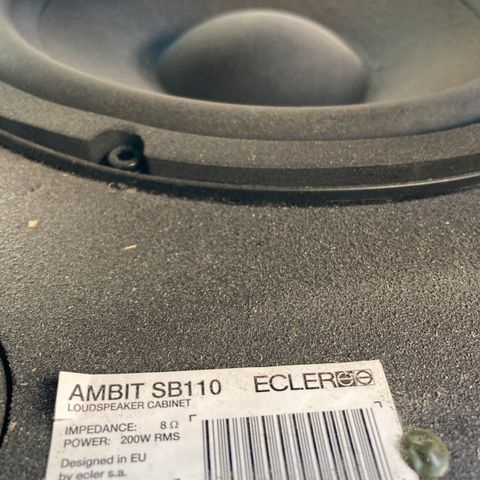 AMBIT SB110 ECLER
LOUDSPEAKER CABINET
IMPEDANCE: 8 Ω
POWER: 200W RMS
Designed in EU
by ecler s.a.